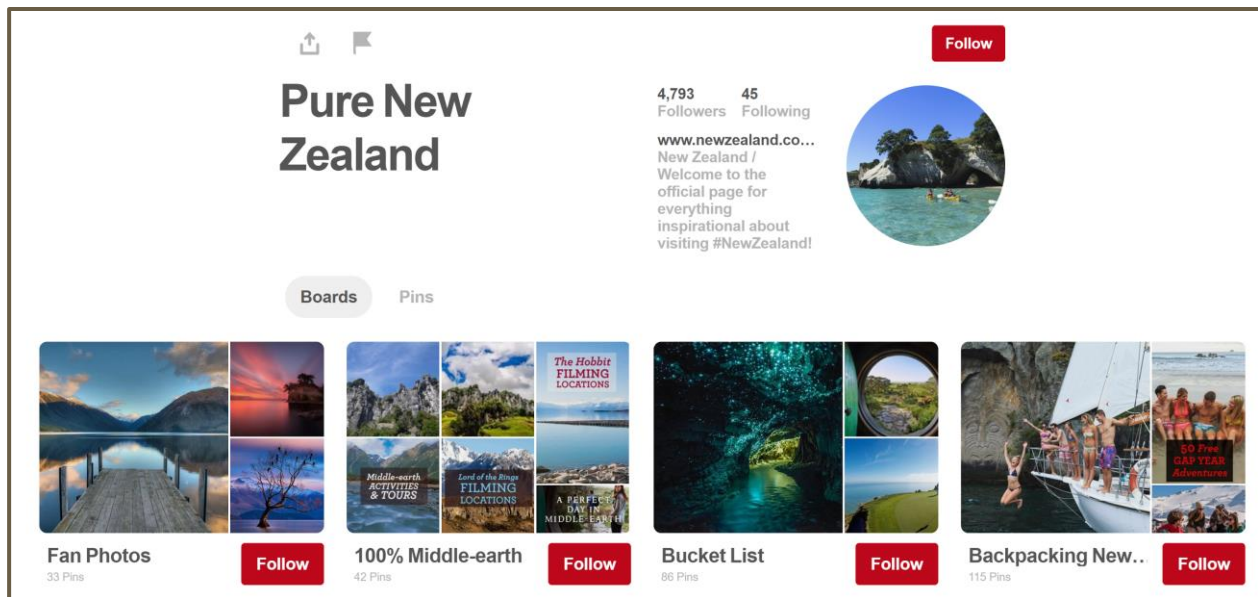 Follow
Pure New
Zealand
4,793 45
Followers Following
www.newzealand.co...
New Zealand /
Welcome to the
official page for
everything
inspirational about
visiting #NewZealand!
Boards Pins
The Hobbit
FILMING
LOCATIONS
Middle-earth
ACTIVITIES
& TOURS
Lord of the Rings
FILMING
LOCATIONS
A PERFECT
DAY IN
MIDDLE-EARTH
50 Free
GAP YEAR
Adventures
Fan Photos
33 Pins
Follow
100% Middle-earth
42 Pins
Follow
Bucket List
86 Pins
Follow
Backpacking New...
115 Pins
Follow